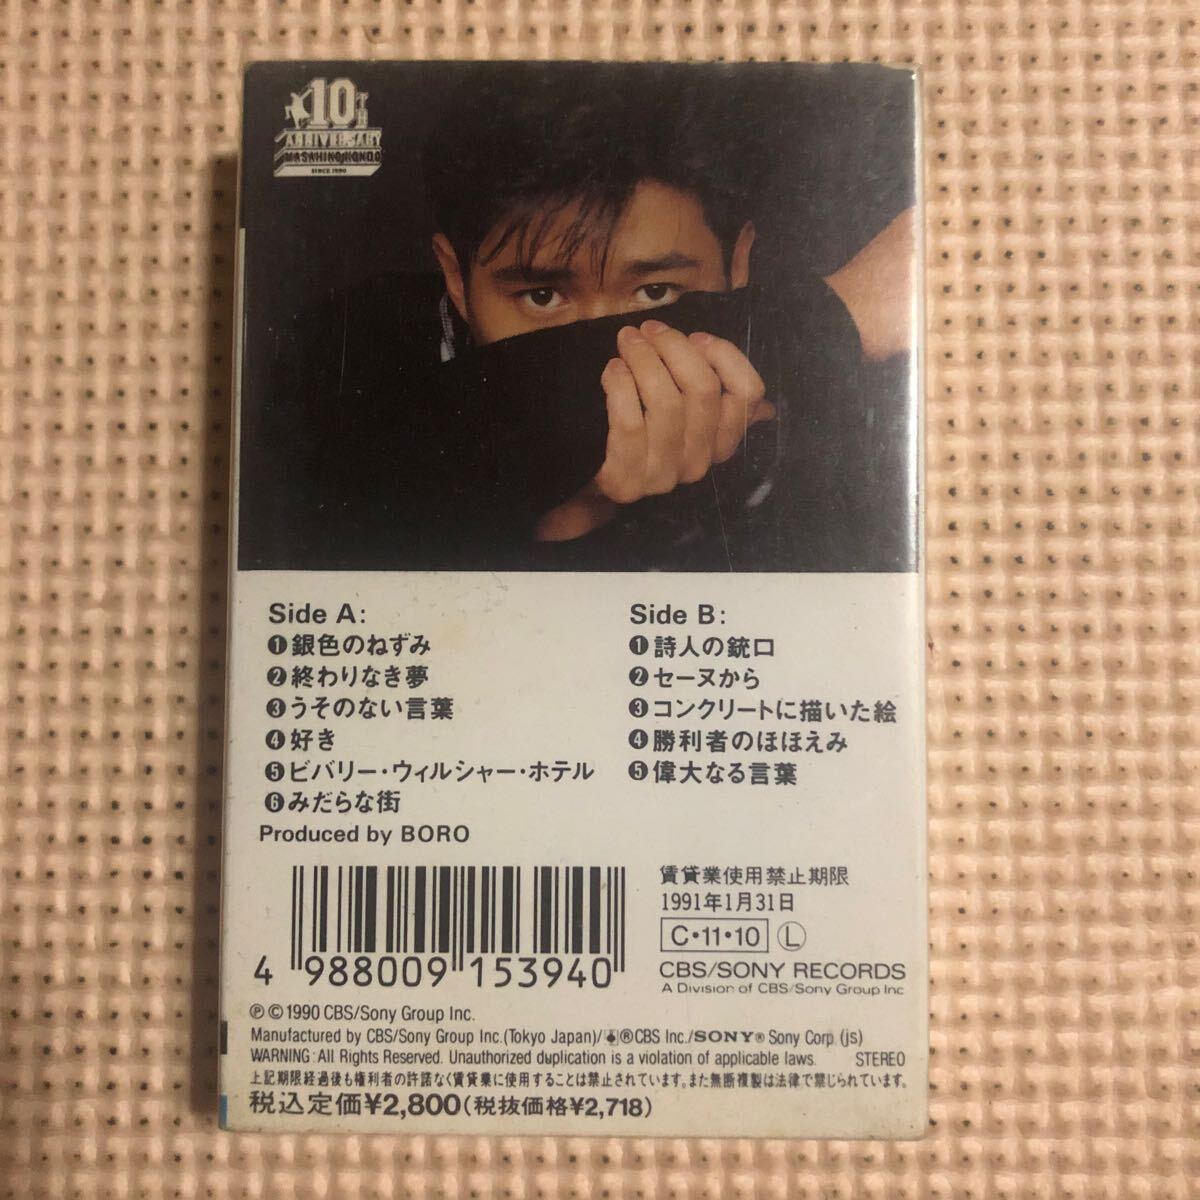 10TH
ANNIVERSARY
MASAHIKO KONDO
SINCE 1980
Side A:
❶銀色のねずみ
❷終わりなき夢
❸うそのない言葉
❹好き
❺ビバリー・ウィルシャー・ホテル
❻みだらな街
Produced by BORO
Side B:
❶詩人の銃口
❷セーヌから
❸コンクリートに描いた絵
❹勝利者のほほえみ
❺偉大なる言葉
4 988009 153940
賃貸業使用禁止期限
1991年1月31日
C・11・10 Ⓛ
CBS/SONY RECORDS
A Division of CBS/Sony Group Inc
Ⓟ©1990 CBS/Sony Group Inc.
Manufactured by CBS/Sony Group Inc.(Tokyo Japan)/®CBS Inc./SONY® Sony Corp. (js)
WARNING: All Rights Reserved. Unauthorized duplication is a violation of applicable laws. STEREO
上記期限経過後も権利者の許諾なく賃貸業に使用することは禁止されています。また無断複製は法律で禁じられています。
税込定価¥2,800(税抜価格¥2,718)